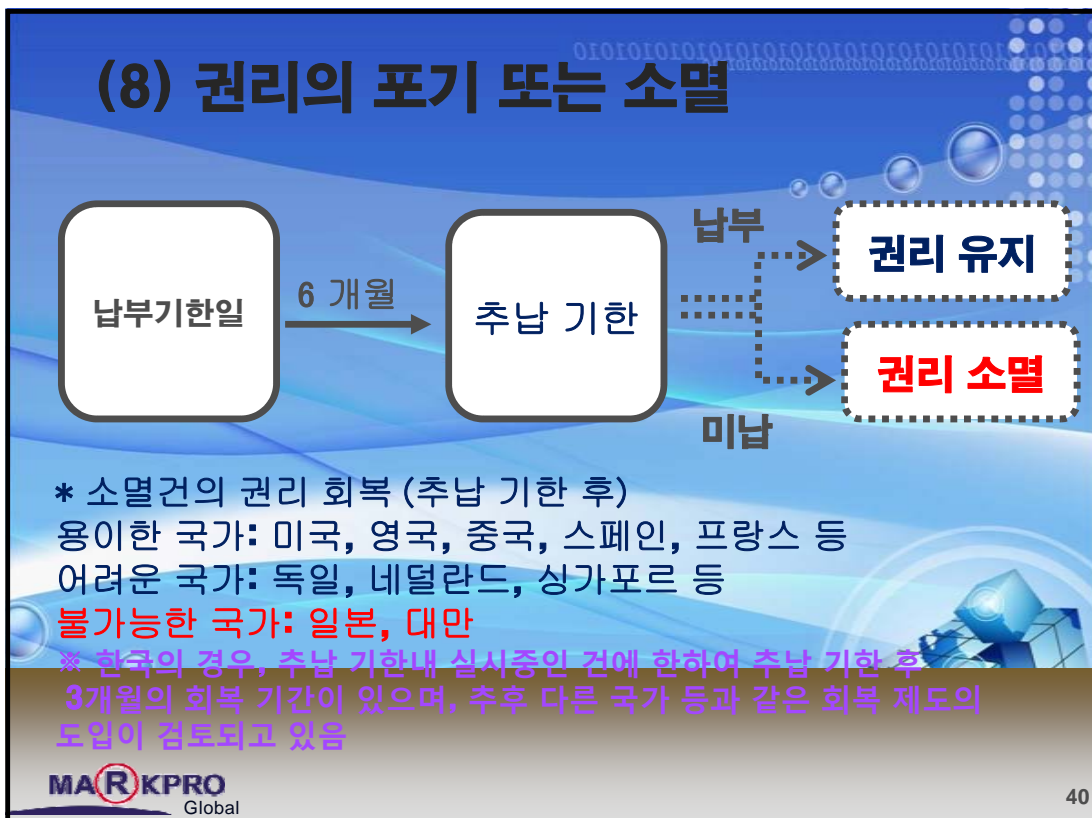 (8) 권리의 포기 또는 소멸
납부기한일
6 개월
추납 기한
납부
권리 유지
미납
권리 소멸
* 소멸건의 권리 회복 (추납 기한 후)
용이한 국가: 미국, 영국, 중국, 스페인, 프랑스 등
어려운 국가: 독일, 네덜란드, 싱가포르 등
불가능한 국가: 일본, 대만
※ 한국의 경우, 추납 기한내 실시중인 건에 한하여 추납 기한 후
3개월의 회복 기간이 있으며, 추후 다른 국가 등과 같은 회복 제도의
도입이 검토되고 있음
MARKPRO
Global
40